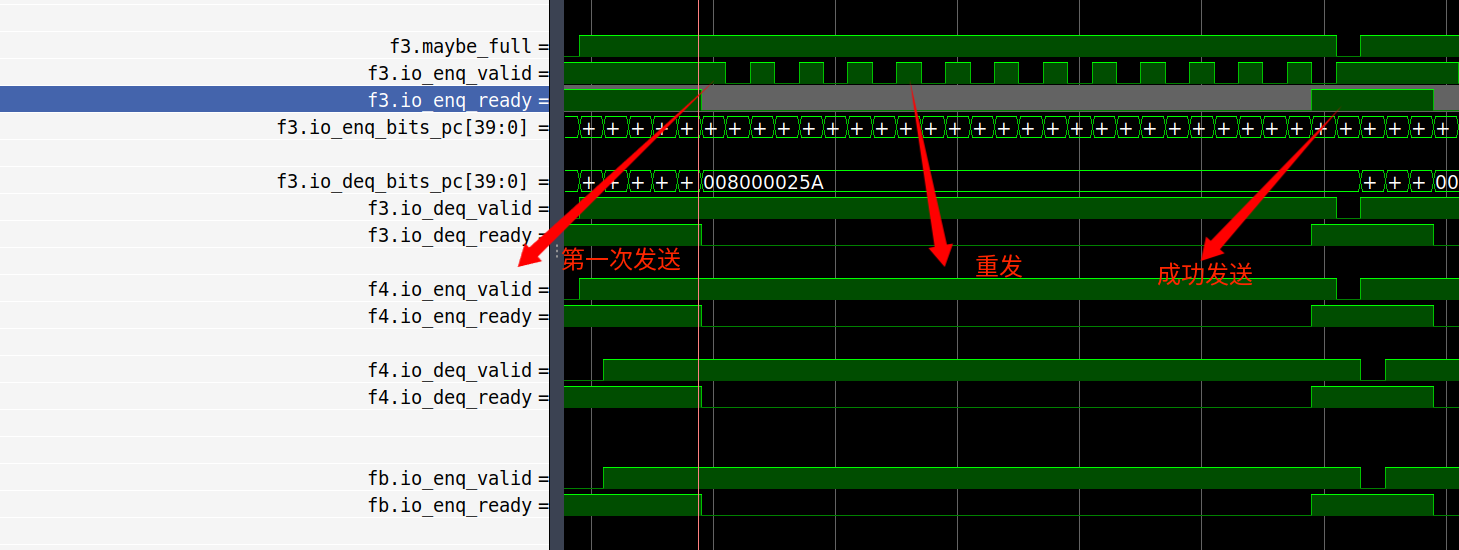 f3.maybe_full =
f3.io_enq_valid =
f3.io_enq_ready =
f3.io_enq_bits_pc[39:0] =
+ + + + + + + + + + + + + + + + + + + + + + + + + + + + + + + + + + + +
f3.io_deq_bits_pc[39:0] =
+ + + + + 008000025A + + + 00
f3.io_deq_valid =
f3.io_deq_ready =
第一次发送
重发
成功发送
f4.io_enq_valid =
f4.io_enq_ready =
f4.io_deq_valid =
f4.io_deq_ready =
fb.io_enq_valid =
fb.io_enq_ready =